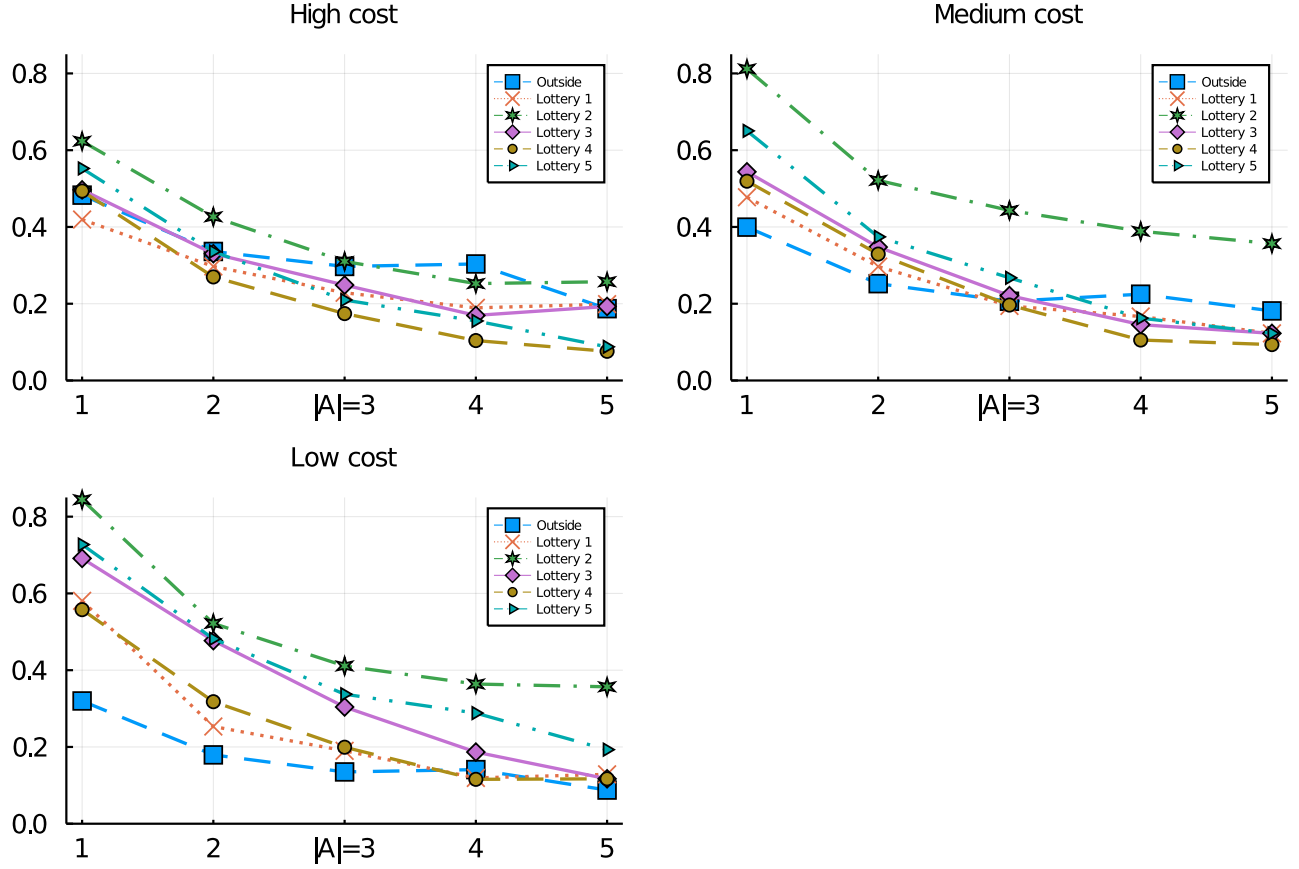 High cost
0.8
0.6
0.4
0.2
0.0
1 2 |A|=3 4 5
Outside
Lottery 1
Lottery 2
Lottery 3
Lottery 4
Lottery 5
Medium cost
0.8
0.6
0.4
0.2
0.0
1 2 |A|=3 4 5
Outside
Lottery 1
Lottery 2
Lottery 3
Lottery 4
Lottery 5
Low cost
0.8
0.6
0.4
0.2
0.0
1 2 |A|=3 4 5
Outside
Lottery 1
Lottery 2
Lottery 3
Lottery 4
Lottery 5